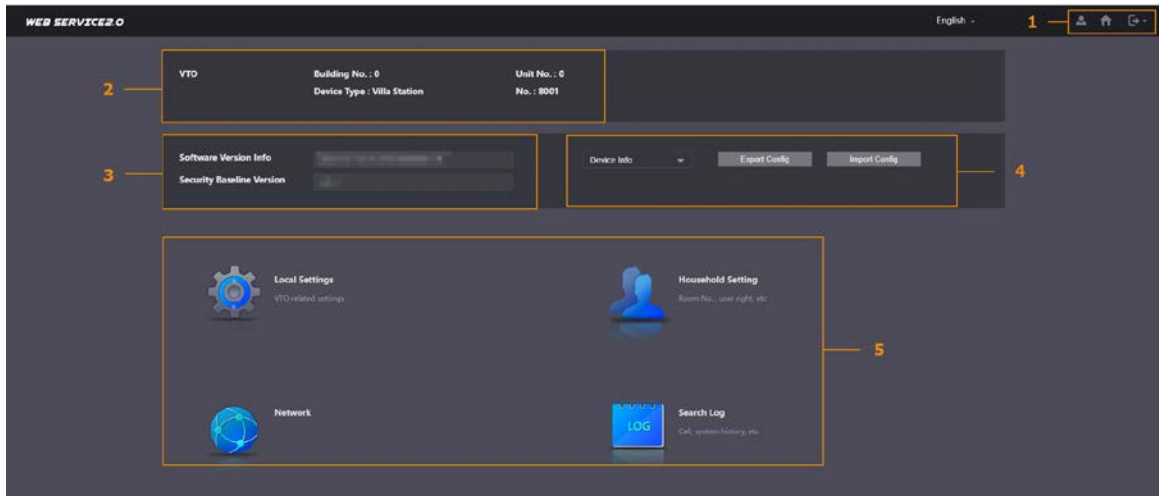 WEB SERVICE2.0
English
1
2
VTO
Building No. : 0
Unit No. : 0
Device Type : Villa Station
No. : 8001
3
Software Version Info
Security Baseline Version
Device Info
Export Config
Import Config
4
Local Settings
VTO related settings
Household Setting
Room No., user right, etc
5
Network
Search Log
LOG
Call, system history, etc